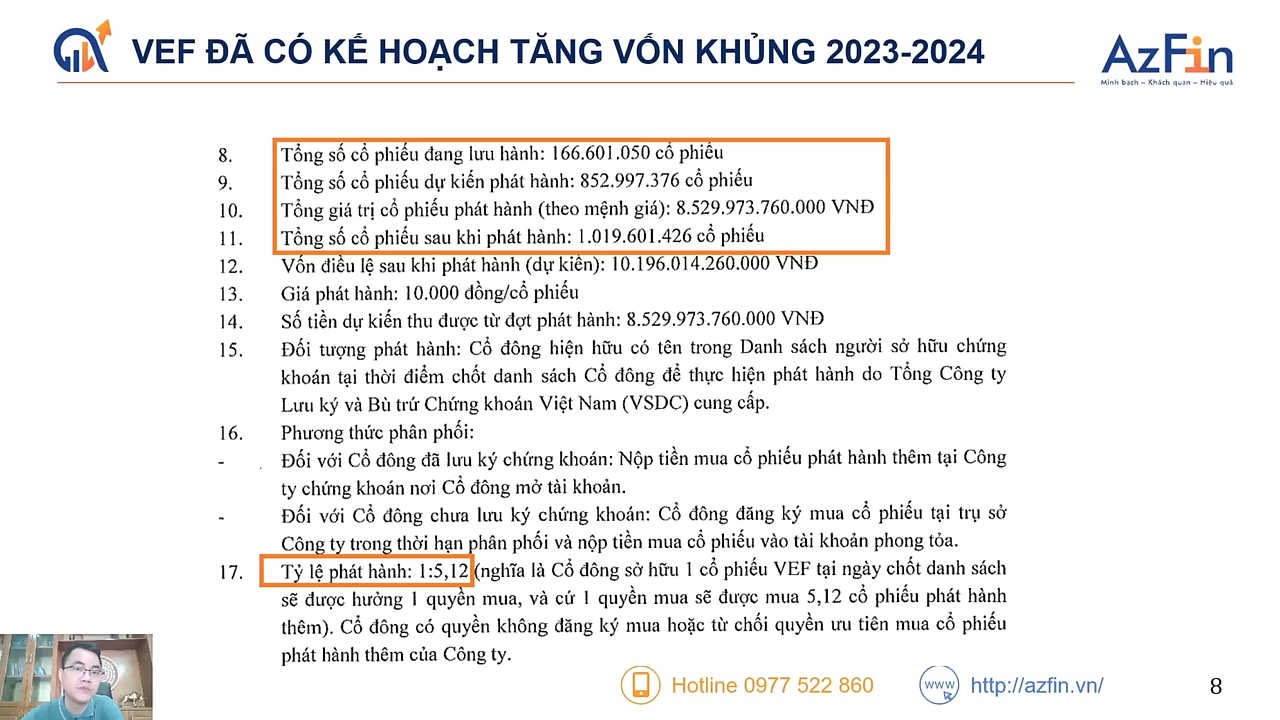 VEF ĐÃ CÓ KẾ HOẠCH TĂNG VỐN KHỦNG 2023-2024
AzFin
Minh bạch – Khách quan – Hiệu quả
8. Tổng số cổ phiếu đang lưu hành: 166.601.050 cổ phiếu
9. Tổng số cổ phiếu dự kiến phát hành: 852.997.376 cổ phiếu
10. Tổng giá trị cổ phiếu phát hành (theo mệnh giá): 8.529.973.760.000 VNĐ
11. Tổng số cổ phiếu sau khi phát hành: 1.019.601.426 cổ phiếu
12. Vốn điều lệ sau khi phát hành (dự kiến): 10.196.014.260.000 VNĐ
13. Giá phát hành: 10.000 đồng/cổ phiếu
14. Số tiền dự kiến thu được từ đợt phát hành: 8.529.973.760.000 VNĐ
15. Đối tượng phát hành: Cổ đông hiện hữu có tên trong Danh sách người sở hữu chứng
khoán tại thời điểm chốt danh sách Cổ đông để thực hiện phát hành do Tổng Công ty
Lưu ký và Bù trừ Chứng khoán Việt Nam (VSDC) cung cấp.
16. Phương thức phân phối:
- Đối với Cổ đông đã lưu ký chứng khoán: Nộp tiền mua cổ phiếu phát hành thêm tại Công
ty chứng khoán nơi Cổ đông mở tài khoản.
- Đối với Cổ đông chưa lưu ký chứng khoán: Cổ đông đăng ký mua cổ phiếu tại trụ sở
Công ty trong thời hạn phân phối và nộp tiền mua cổ phiếu vào tài khoản phong tỏa.
17. Tỷ lệ phát hành: 1:5,12 (nghĩa là Cổ đông sở hữu 1 cổ phiếu VEF tại ngày chốt danh sách
sẽ được hưởng 1 quyền mua, và cứ 1 quyền mua sẽ được mua 5,12 cổ phiếu phát hành
thêm). Cổ đông có quyền không đăng ký mua hoặc từ chối quyền ưu tiên mua cổ phiếu
phát hành thêm của Công ty.
Hotline 0977 522 860
www
http://azfin.vn/
8